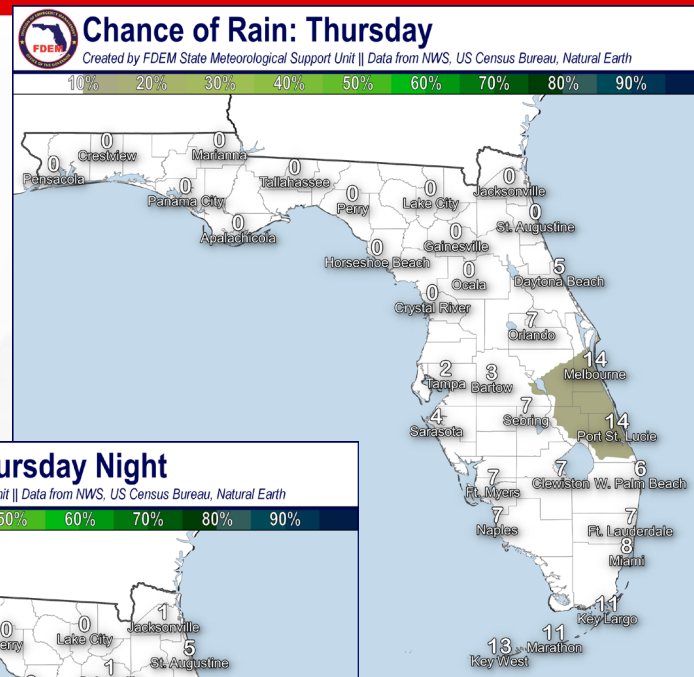 Chance of Rain: Thursday
Created by FDEM State Meteorological Support Unit || Data from NWS, US Census Bureau, Natural Earth
FDEM
10% 20% 30% 40% 50% 60% 70% 80% 90%
0
Crestview
0
Marianna
0
Pensacola
0
Panama City
0
Tallahassee
0
Apalachicola
0
Perry
0
Lake City
0
Jacksonville
0
St. Augustine
0
Gainesville
0
Horseshoe Beach
0
Ocala
5
Daytona Beach
0
Crystal River
7
Orlando
14
Melbourne
2
Tampa
3
Bartow
7
Sebring
4
Sarasota
14
Port St. Lucie
7
Ft. Myers
7
Clewiston
6
W. Palm Beach
7
Naples
7
Ft. Lauderdale
8
Miami
11
Key Largo
11
Marathon
13
Key West
ursday Night
nit || Data from NWS, US Census Bureau, Natural Earth
50% 60% 70% 80% 90%
0
erry
0
Lake City
1
Jacksonville
5
St. Augustine
1